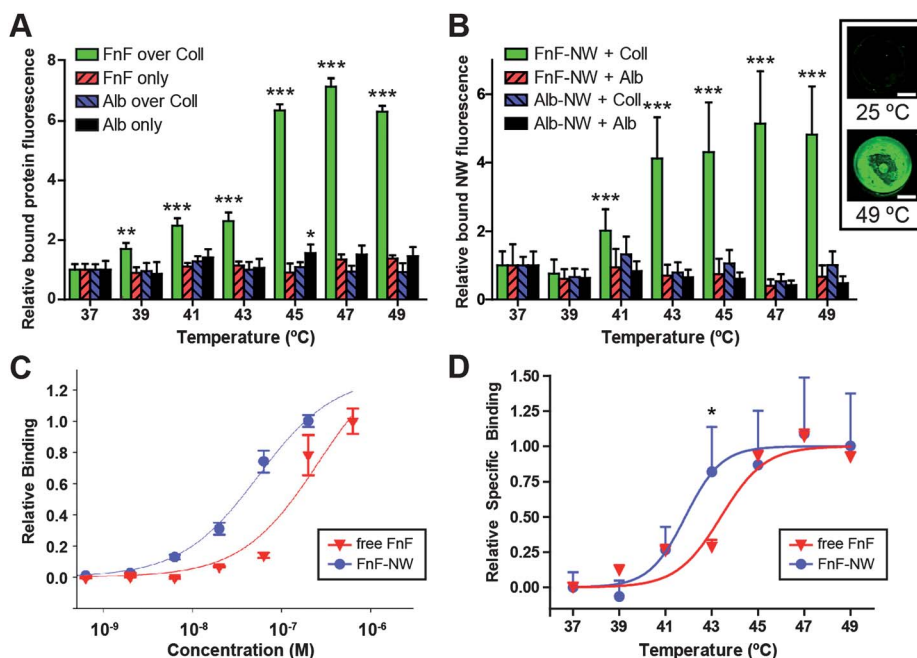 A
FnF over Coll
FnF only
Alb over Coll
Alb only
Relative bound protein fluorescence
8
6
4
2
0
** *** *** *** * *** ***
37 39 41 43 45 47 49
Temperature (ºC)
B
FnF-NW + Coll
FnF-NW + Alb
Alb-NW + Coll
Alb-NW + Alb
Relative bound NW fluorescence
6
4
2
0
*** *** *** *** ***
37 39 41 43 45 47 49
Temperature (ºC)
25 ºC
49 ºC
C
Relative Binding
1.2
1.0
0.8
0.6
0.4
0.2
0.0
free FnF
FnF-NW
10-9 10-8 10-7 10-6
Concentration (M)
D
Relative Specific Binding
1.50
1.25
1.00
0.75
0.50
0.25
0.00
*
free FnF
FnF-NW
37 39 41 43 45 47 49
Temperature (ºC)